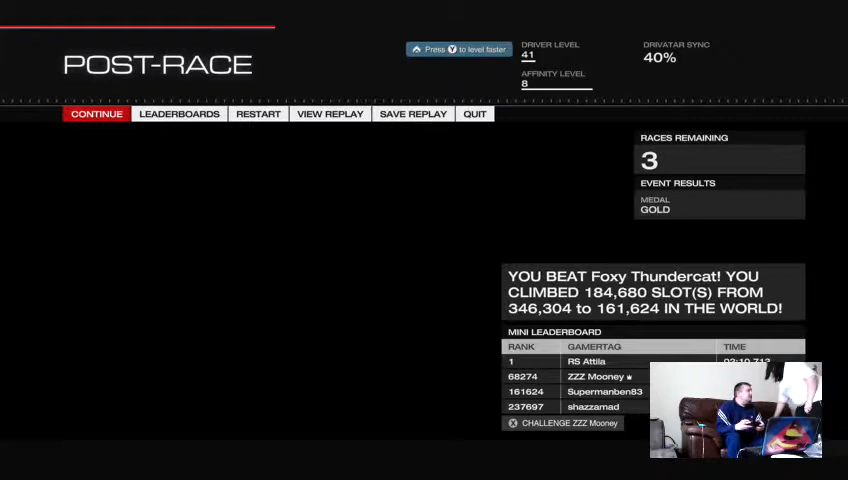 POST-RACE
Press Y to level faster
DRIVER LEVEL
41
AFFINITY LEVEL
8
DRIVATAR SYNC
40%
CONTINUE LEADERBOARDS RESTART VIEW REPLAY SAVE REPLAY QUIT
RACES REMAINING
3
EVENT RESULTS
MEDAL
GOLD
YOU BEAT Foxy Thundercat! YOU
CLIMBED 184,680 SLOT(S) FROM
346,304 to 161,624 IN THE WORLD!
MINI LEADERBOARD
RANK GAMERTAG TIME
1 RS Attila
68274 ZZZ Mooney
161624 Supermanben83
237697 shazzamad
X CHALLENGE ZZZ Mooney